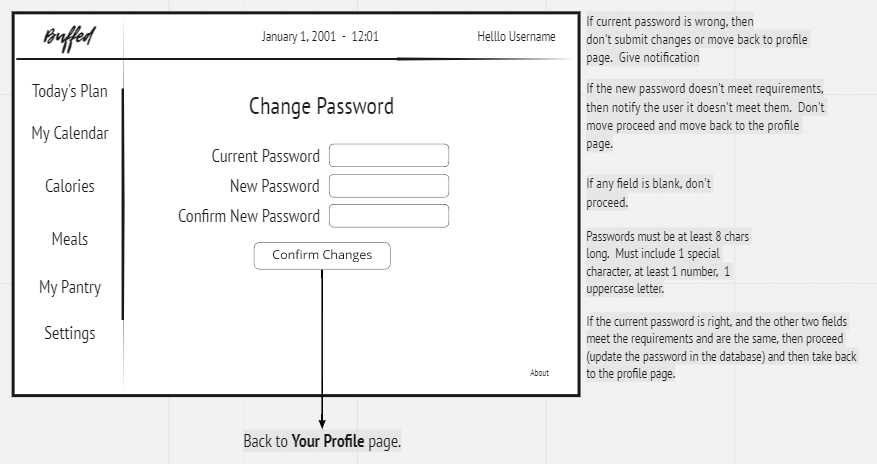 Buffed
January 1, 2001 - 12:01
Helllo Username
Today's Plan
My Calendar
Calories
Meals
My Pantry
Settings
Change Password
Current Password
New Password
Confirm New Password
Confirm Changes
About
Back to Your Profile page.
If current password is wrong, then
don't submit changes or move back to profile
page. Give notification
If the new password doesn't meet requirements,
then notify the user it doesn't meet them. Don't
move proceed and move back to the profile
page.
If any field is blank, don't
proceed.
Passwords must be at least 8 chars
long. Must include 1 special
character, at least 1 number, 1
uppercase letter.
If the current password is right, and the other two fields
meet the requirements and are the same, then proceed
(update the password in the database) and then take back
to the profile page.